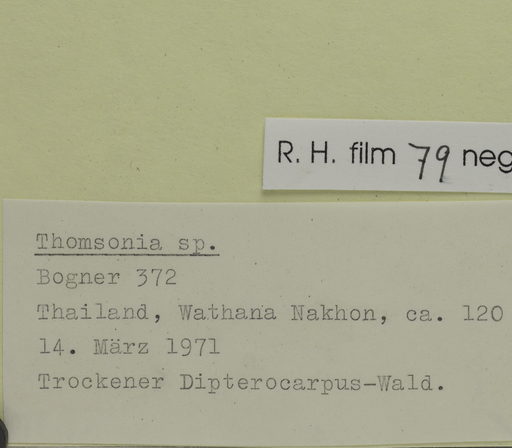 R. H. film 79 neg
Thomsonia sp.
Bogner 372
Thailand, Wathana Nakhon, ca. 120
14. März 1971
Trockener Dipterocarpus-Wald.